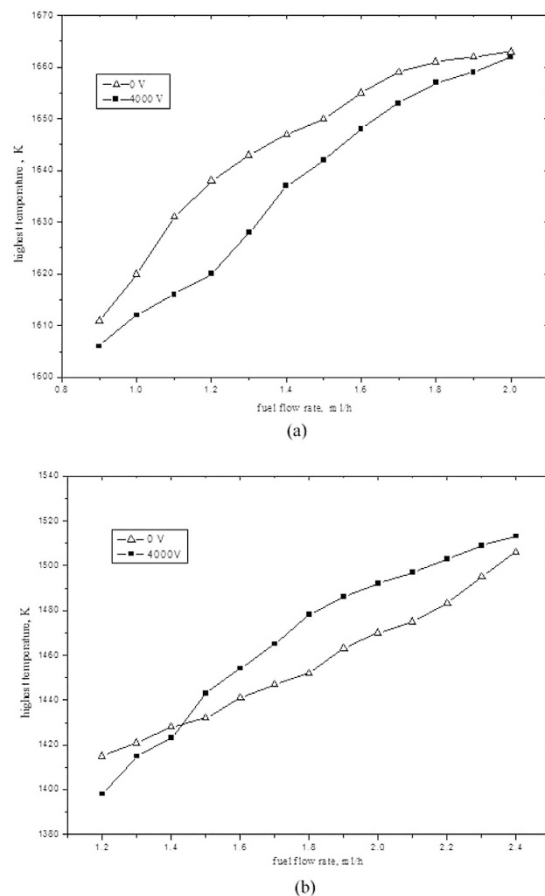 1670
1660
1650
1640
1630
1620
1610
1600
highest temperature, K
0 V
4000 V
0.8 1.0 1.2 1.4 1.6 1.8 2.0
fuel flow rate, ml/h
(a)
1540
1520
1500
1480
1460
1440
1420
1400
1380
highest temperature, K
0 V
4000V
1.2 1.4 1.6 1.8 2.0 2.2 2.4
fuel flow rate, ml/h
(b)